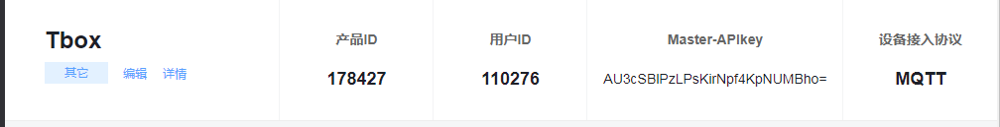 Tbox
其它 编辑 详情
产品ID
178427
用户ID
110276
Master-APIkey
AU3cSBIPzLPsKirNpf4KpNUMBho=
设备接入协议
MQTT